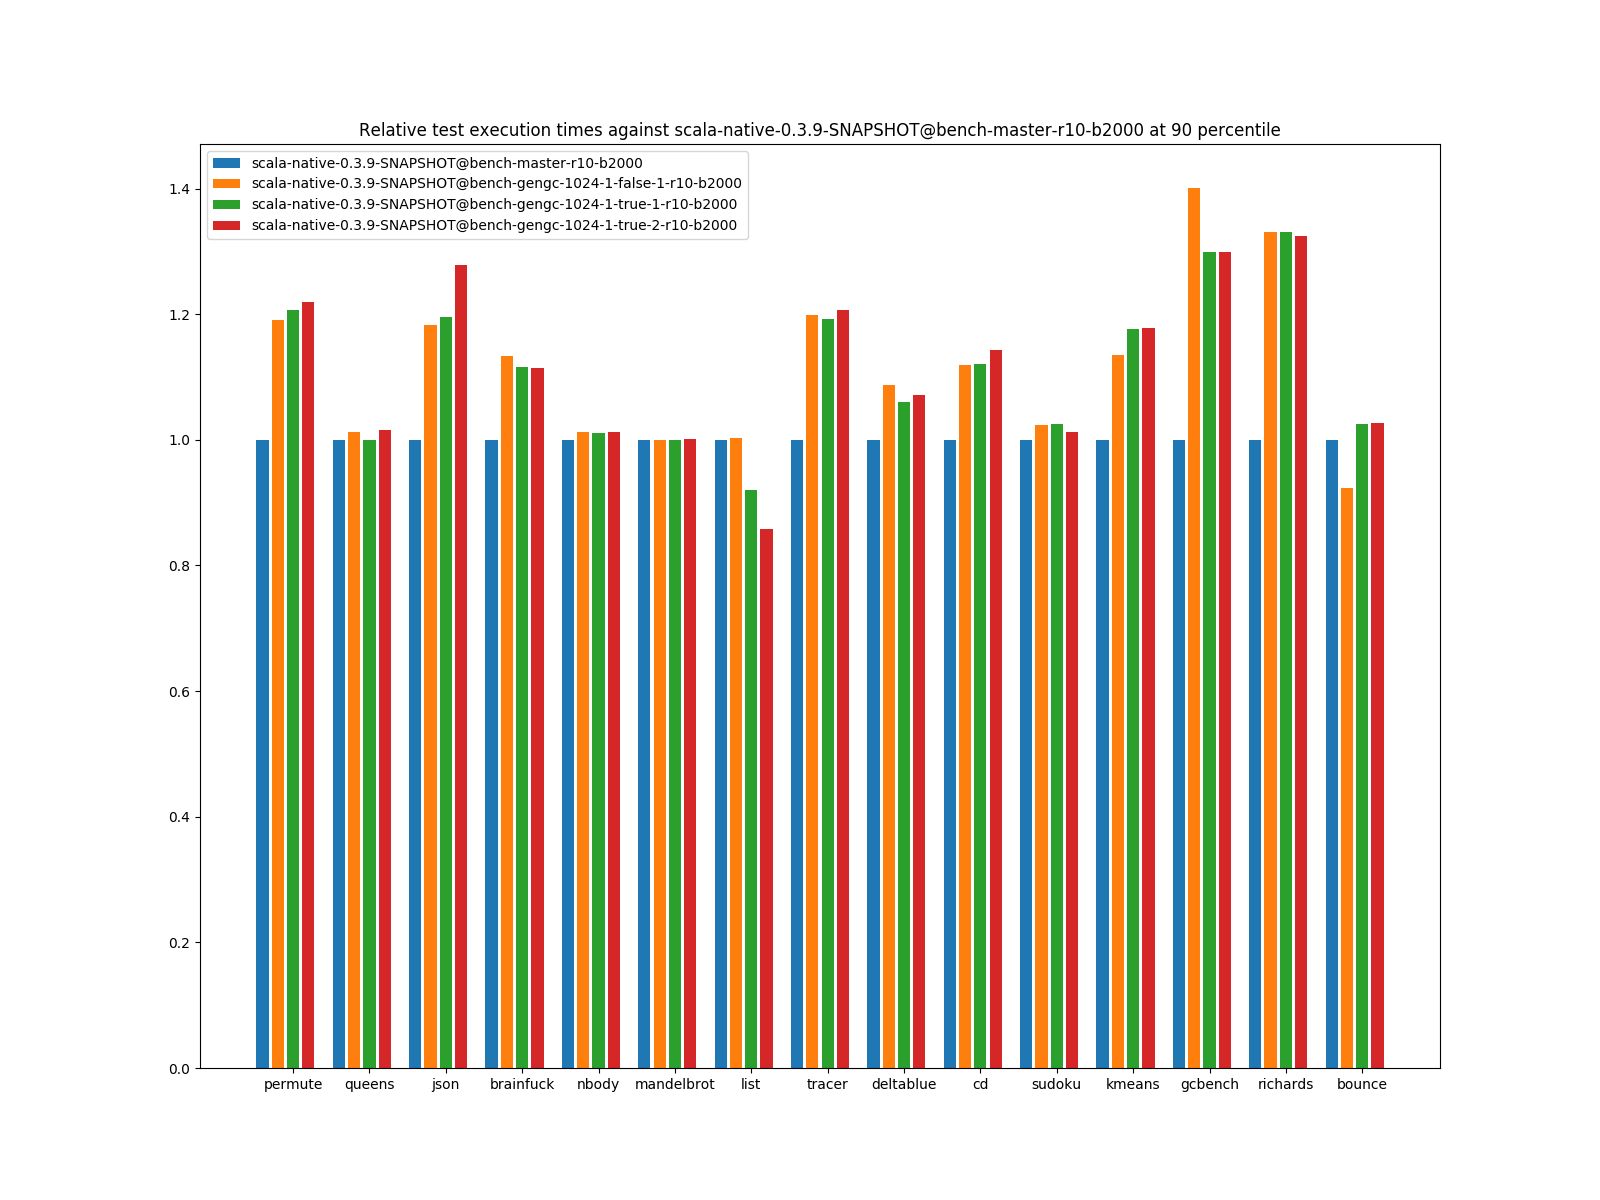 Relative test execution times against scala-native-0.3.9-SNAPSHOT@bench-master-r10-b2000 at 90 percentile
scala-native-0.3.9-SNAPSHOT@bench-master-r10-b2000
scala-native-0.3.9-SNAPSHOT@bench-gengc-1024-1-false-1-r10-b2000
scala-native-0.3.9-SNAPSHOT@bench-gengc-1024-1-true-1-r10-b2000
scala-native-0.3.9-SNAPSHOT@bench-gengc-1024-1-true-2-r10-b2000
1.4
1.2
1.0
0.8
0.6
0.4
0.2
0.0
permute queens json brainfuck nbody mandelbrot list tracer deltablue cd sudoku kmeans gcbench richards bounce